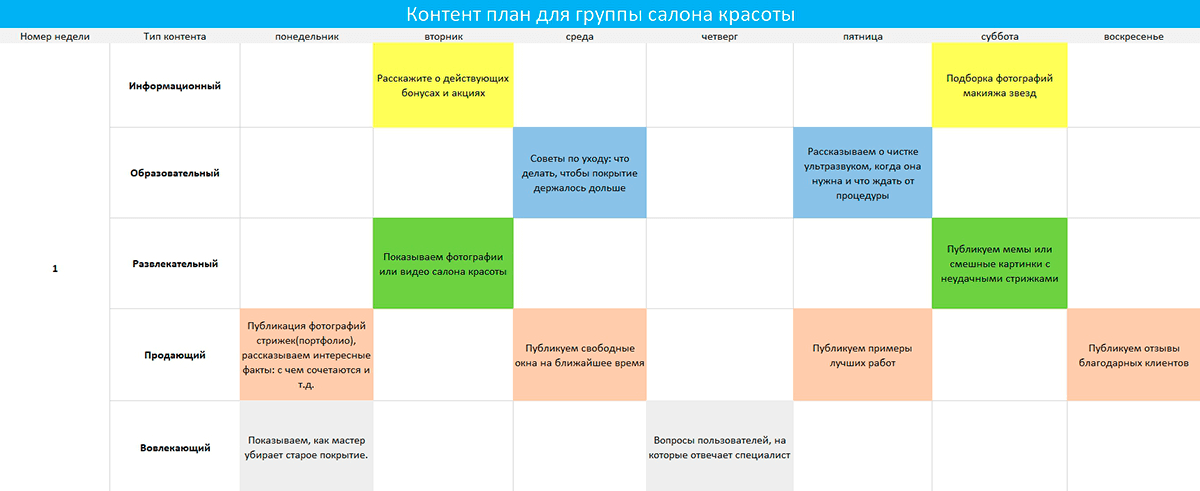 Контент план для группы салона красоты
Номер недели Тип контента понедельник вторник среда четверг пятница суббота воскресенье
1
Информационный
Расскажите о действующих
бонусах и акциях
Подборка фотографий
макияжа звезд
Образовательный
Советы по уходу: что
делать, чтобы покрытие
держалось дольше
Рассказываем о чистке
ультразвуком, когда она
нужна и что ждать от
процедуры
Развлекательный
Показываем фотографии
или видео салона красоты
Публикуем мемы или
смешные картинки с
неудачными стрижками
Продающий
Публикация фотографий
стрижек(портфолио),
рассказываем интересные
факты: с чем сочетаются и
т.д.
Публикуем свободные
окна на ближайшее время
Публикуем примеры
лучших работ
Публикуем отзывы
благодарных клиентов
Вовлекающий
Показываем, как мастер
убирает старое покрытие.
Вопросы пользователей, на
которые отвечает специалист